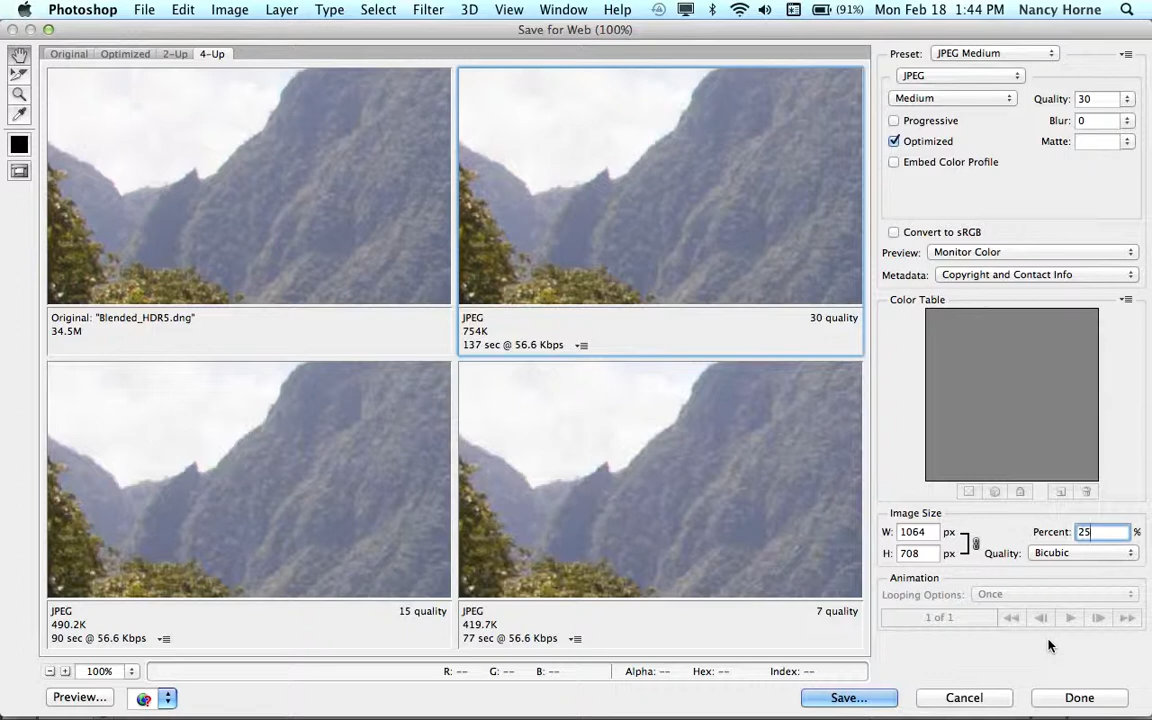 Photoshop File Edit Image Layer Type Select Filter 3D View Window Help (91%) Mon Feb 18 1:44 PM Nancy Horne
Save for Web (100%)
Original Optimized 2-Up 4-Up
Preset: JPEG Medium
JPEG
Medium Quality: 30
Progressive Blur: 0
Optimized Matte:
Embed Color Profile
Convert to sRGB
Preview: Monitor Color
Metadata: Copyright and Contact Info
Color Table
Original: "Blended_HDR5.dng"
34.5M
JPEG 30 quality
754K
137 sec @ 56.6 Kbps
JPEG 15 quality
490.2K
90 sec @ 56.6 Kbps
JPEG 7 quality
419.7K
77 sec @ 56.6 Kbps
Image Size
W: 1064 px Percent: 25 %
H: 708 px Quality: Bicubic
Animation
Looping Options: Once
1 of 1
100% R: -- G: -- B: -- Alpha: -- Hex: -- Index: --
Preview... Save... Cancel Done